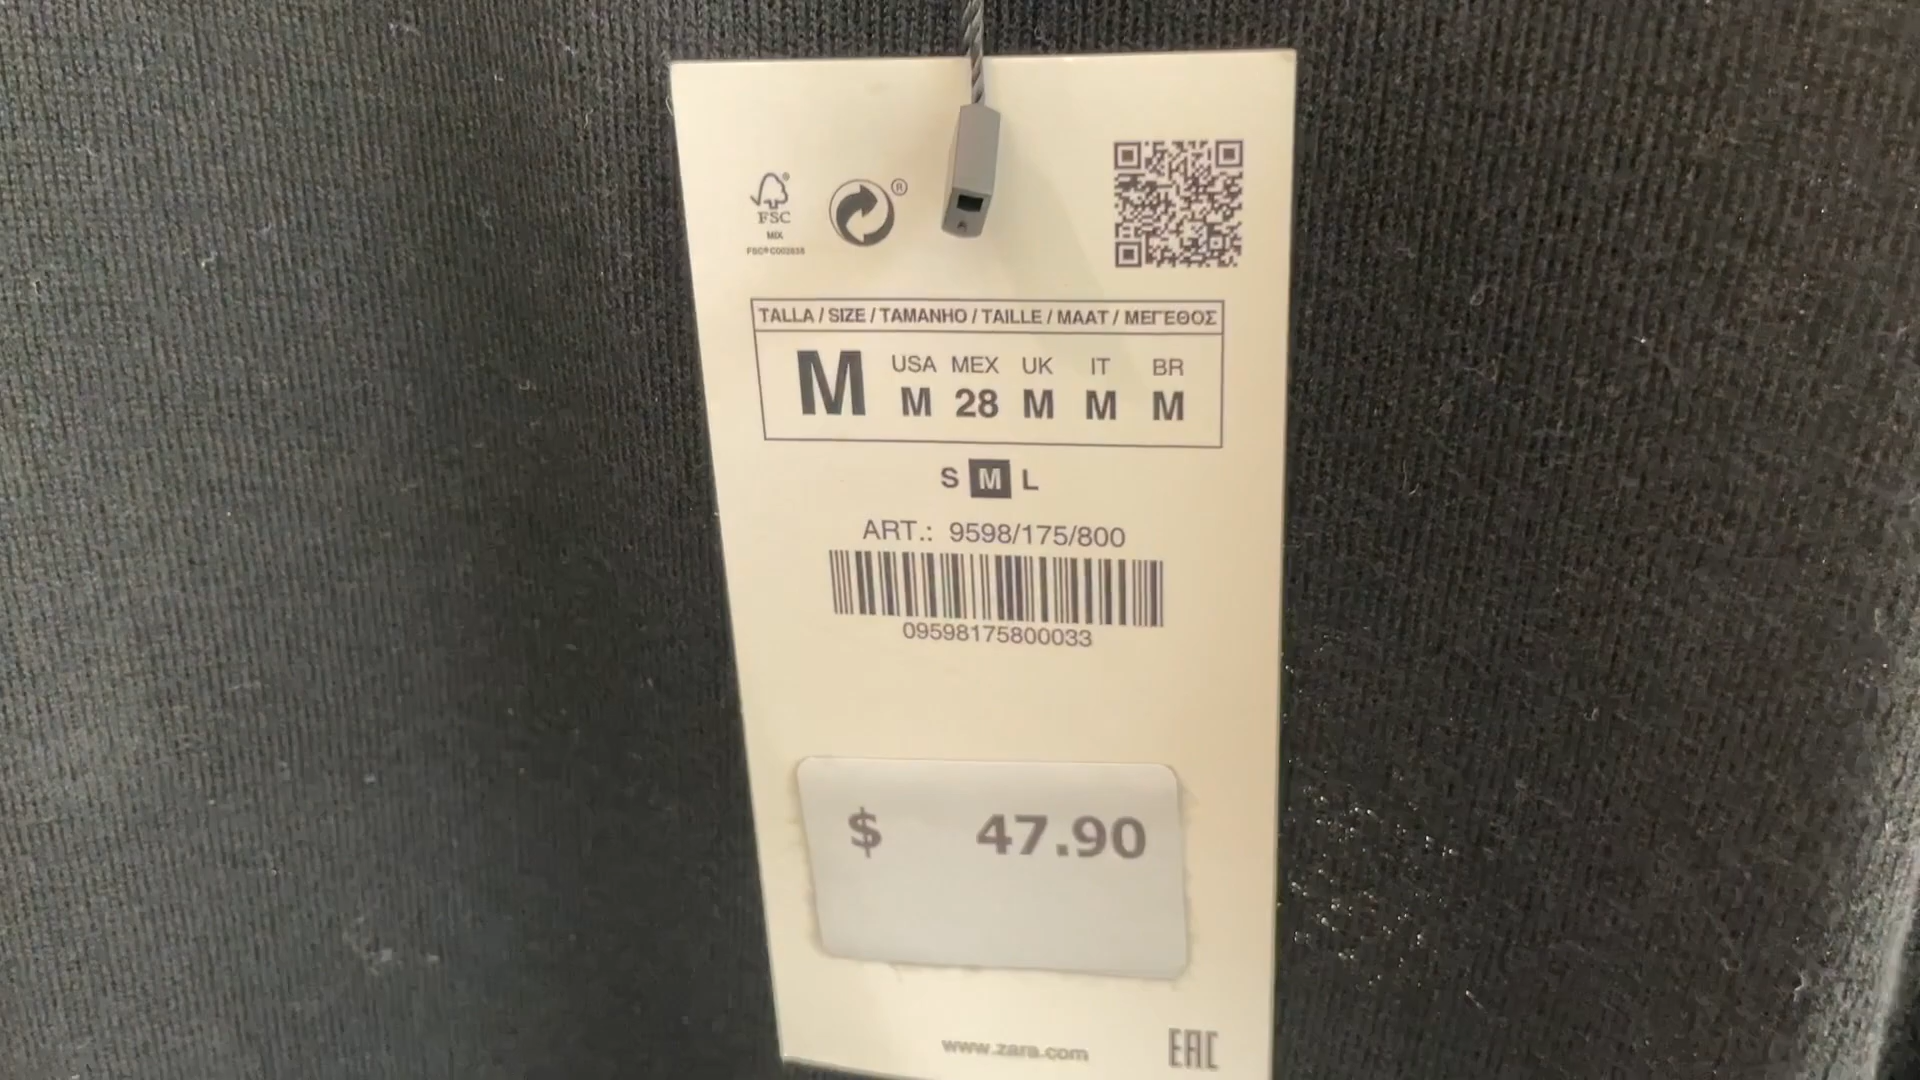 FSC
MIX
®
TALLA / SIZE / TAMANHO / TAILLE / MAAT / ΜΕΓΕΘΟΣ
M
USA MEX UK IT BR
M 28 M M M
S M L
ART.: 9598/175/800
09598175800033
$ 47.90
www.zara.com
EAC